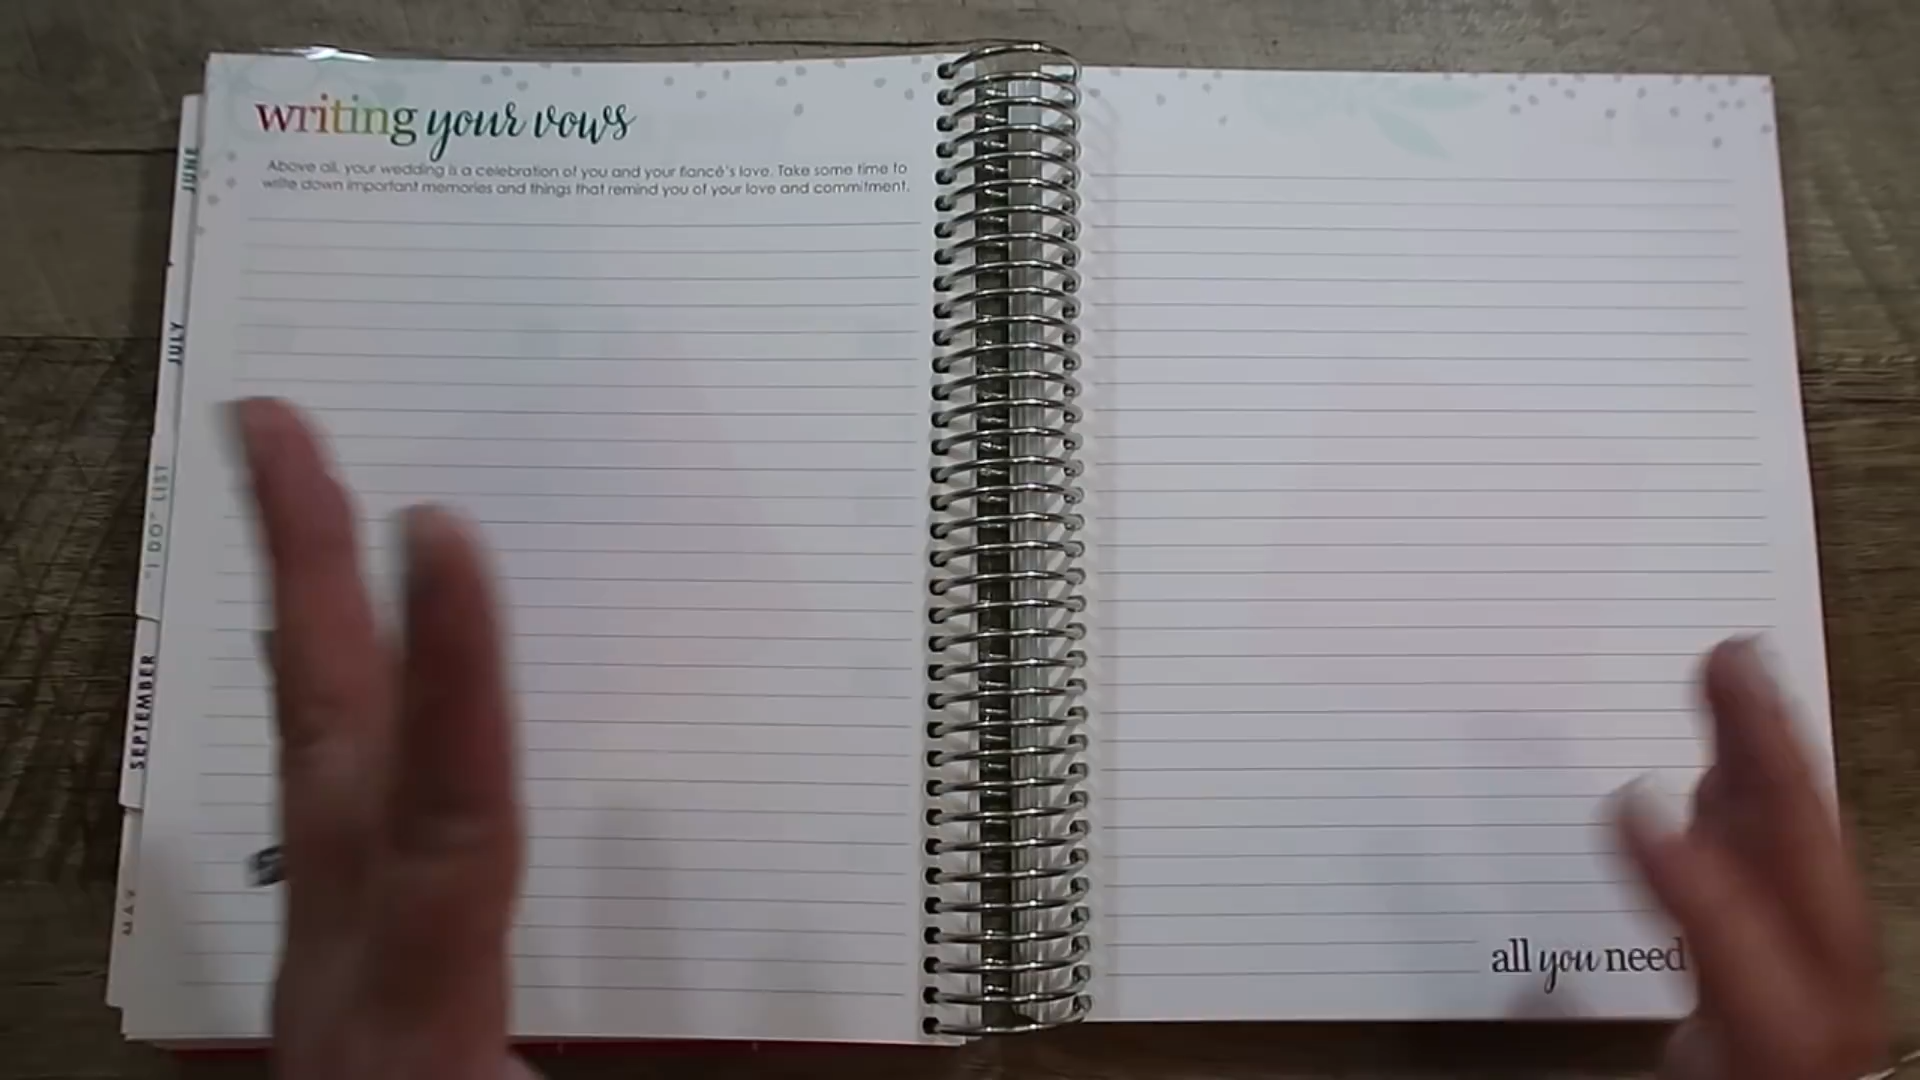 writing your vows
Above all, your wedding is a celebration of you and your fiancé's love. Take some time to
write down important memories and things that remind you of your love and commitment.
JUNE
JULY
"I DO" LIST
SEPTEMBER
MAY
all you need